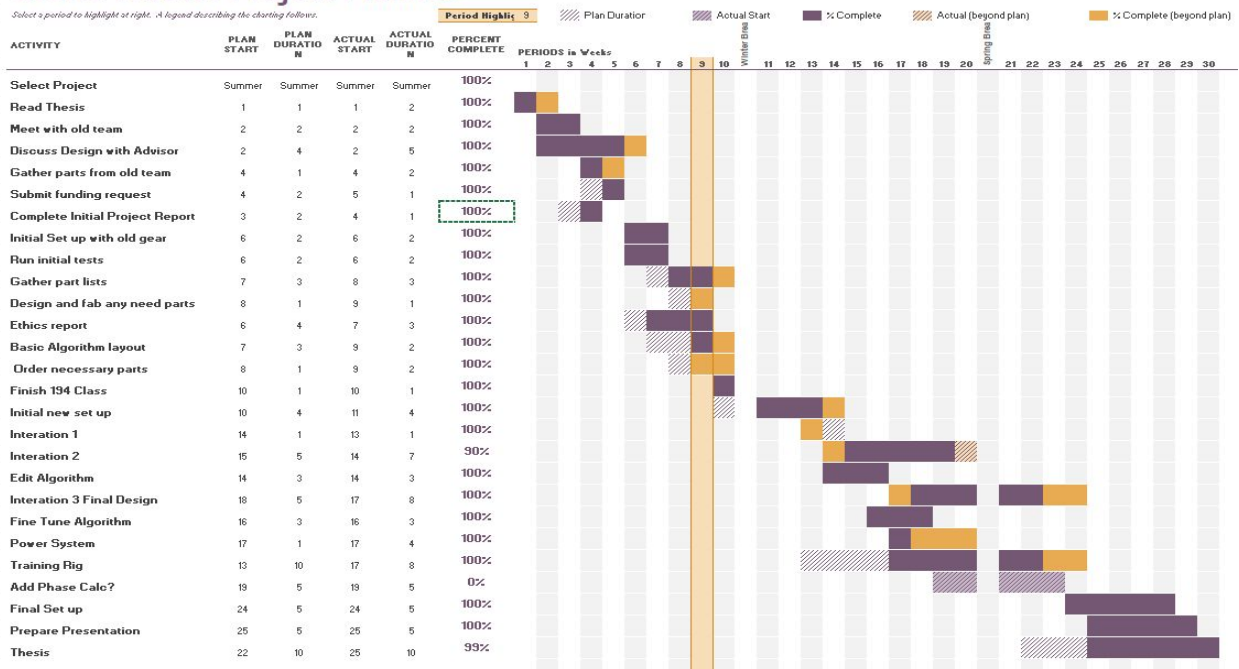 Select a period to highlight at right. A legend describing the charting follows.
Period Highlig 9 Plan Duration Actual Start % Complete Actual (beyond plan) % Complete (beyond plan)
ACTIVITY PLAN START PLAN DURATIO N ACTUAL START ACTUAL DURATIO N PERCENT COMPLETE PERIODS in Weeks Winter Brea Spring Brea
1 2 3 4 5 6 7 8 9 10 11 12 13 14 15 16 17 18 19 20 21 22 23 24 25 26 27 28 29 30
Select Project Summer Summer Summer Summer 100%
Read Thesis 1 1 1 2 100%
Meet with old team 2 2 2 2 100%
Discuss Design with Advisor 2 4 2 5 100%
Gather parts from old team 4 1 4 2 100%
Submit funding request 4 2 5 1 100%
Complete Initial Project Report 3 2 4 1 100%
Initial Set up with old gear 6 2 6 2 100%
Run initial tests 6 2 6 2 100%
Gather part lists 7 3 8 3 100%
Design and fab any need parts 8 1 9 1 100%
Ethics report 6 4 7 3 100%
Basic Algorithm layout 7 3 9 2 100%
Order necessary parts 8 1 9 2 100%
Finish 194 Class 10 1 10 1 100%
Initial new set up 10 4 11 4 100%
Interation 1 14 1 13 1 100%
Interation 2 15 5 14 7 90%
Edit Algorithm 14 3 14 3 100%
Interation 3 Final Design 18 5 17 8 100%
Fine Tune Algorithm 16 3 16 3 100%
Power System 17 1 17 4 100%
Training Rig 13 10 17 8 100%
Add Phase Calc? 19 5 19 5 0%
Final Set up 24 5 24 5 100%
Prepare Presentation 25 5 25 5 100%
Thesis 22 10 25 10 99%